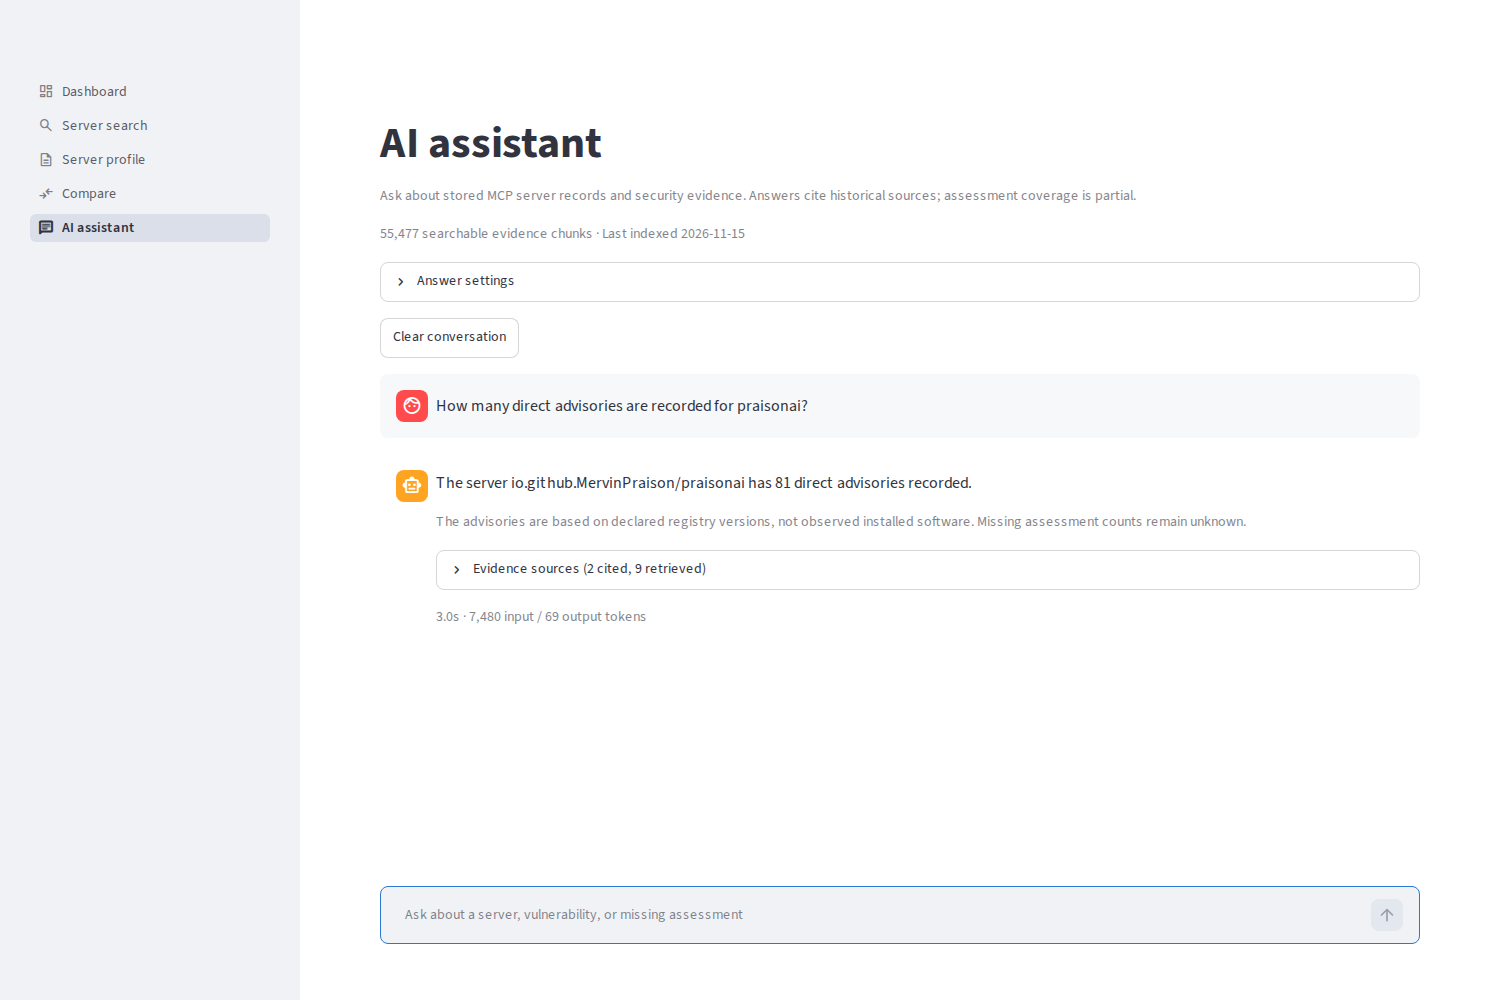 Dashboard
Server search
Server profile
Compare
AI assistant
AI assistant
Ask about stored MCP server records and security evidence. Answers cite historical sources; assessment coverage is partial.
55,477 searchable evidence chunks · Last indexed 2026-11-15
Answer settings
Clear conversation
How many direct advisories are recorded for praisonai?
The server io.github.MervinPraison/praisonai has 81 direct advisories recorded.
The advisories are based on declared registry versions, not observed installed software. Missing assessment counts remain unknown.
Evidence sources (2 cited, 9 retrieved)
3.0s · 7,480 input / 69 output tokens
Ask about a server, vulnerability, or missing assessment